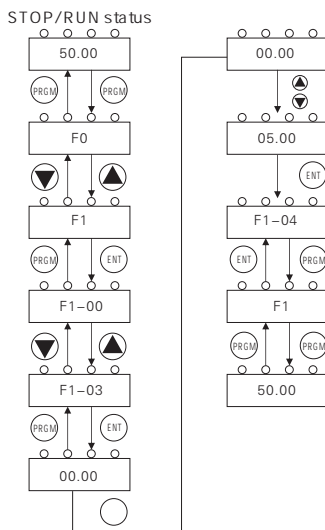 STOP/RUN status
50.00
PRGM PRGM
F0
F1
PRGM ENT
F1-00
F1-03
PRGM ENT
00.00
00.00
05.00
ENT
F1-04
ENT PRGM
F1
PRGM PRGM
50.00